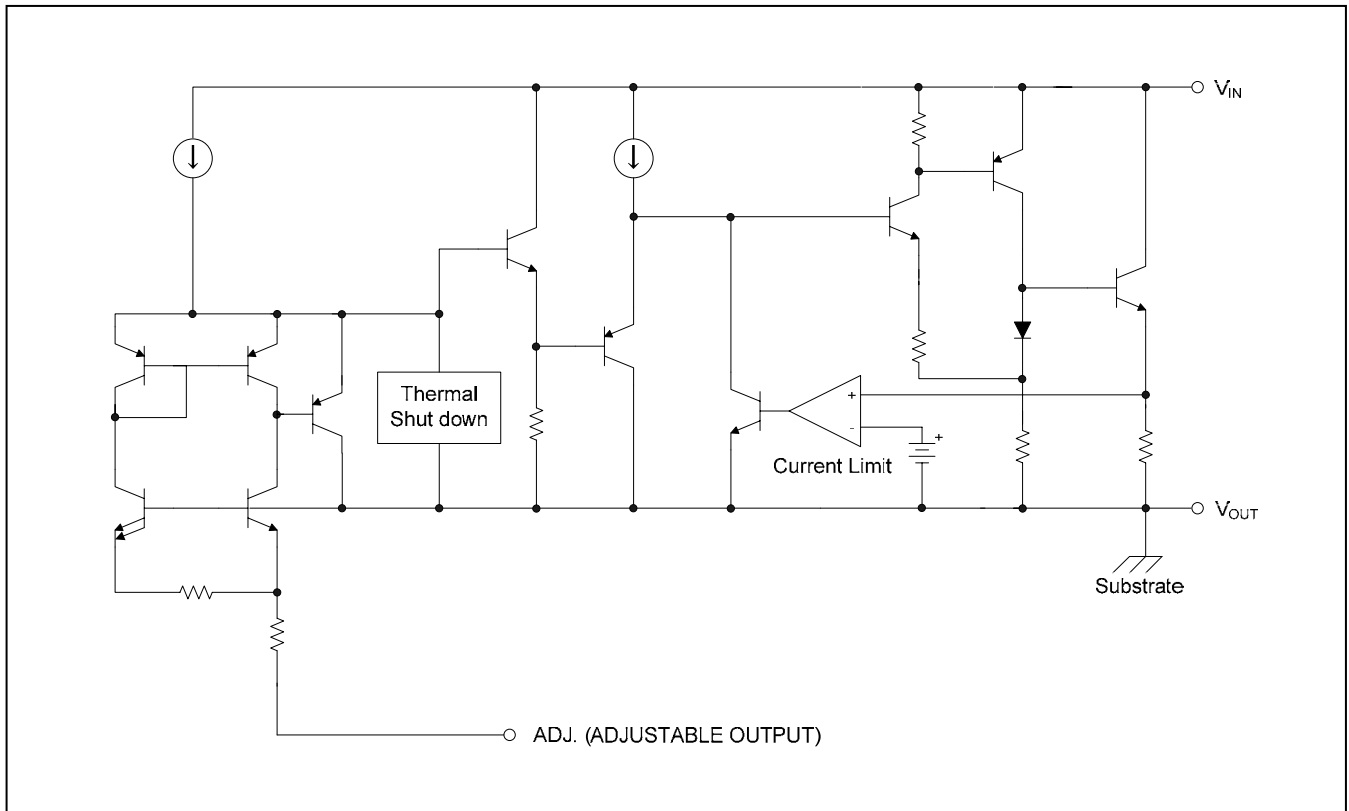 VIN
Thermal
Shut down
+
-
+
Current Limit
VOUT
Substrate
ADJ. (ADJUSTABLE OUTPUT)